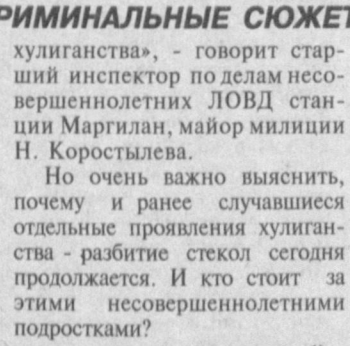 РИМИНАЛЬНЫЕ СЮЖЕТ
хулиганства», - говорит стар-
ший инспектор по делам несо-
вершеннолетних ЛОВД стан-
ции Маргилан, майор милиции
Н. Коростылева.
Но очень важно выяснить,
почему и ранее случавшиеся
отдельные проявления хулиган-
ства - разбитие стекол сегодня
продолжается. И кто стоит за
этими несовершеннолетними
подростками?